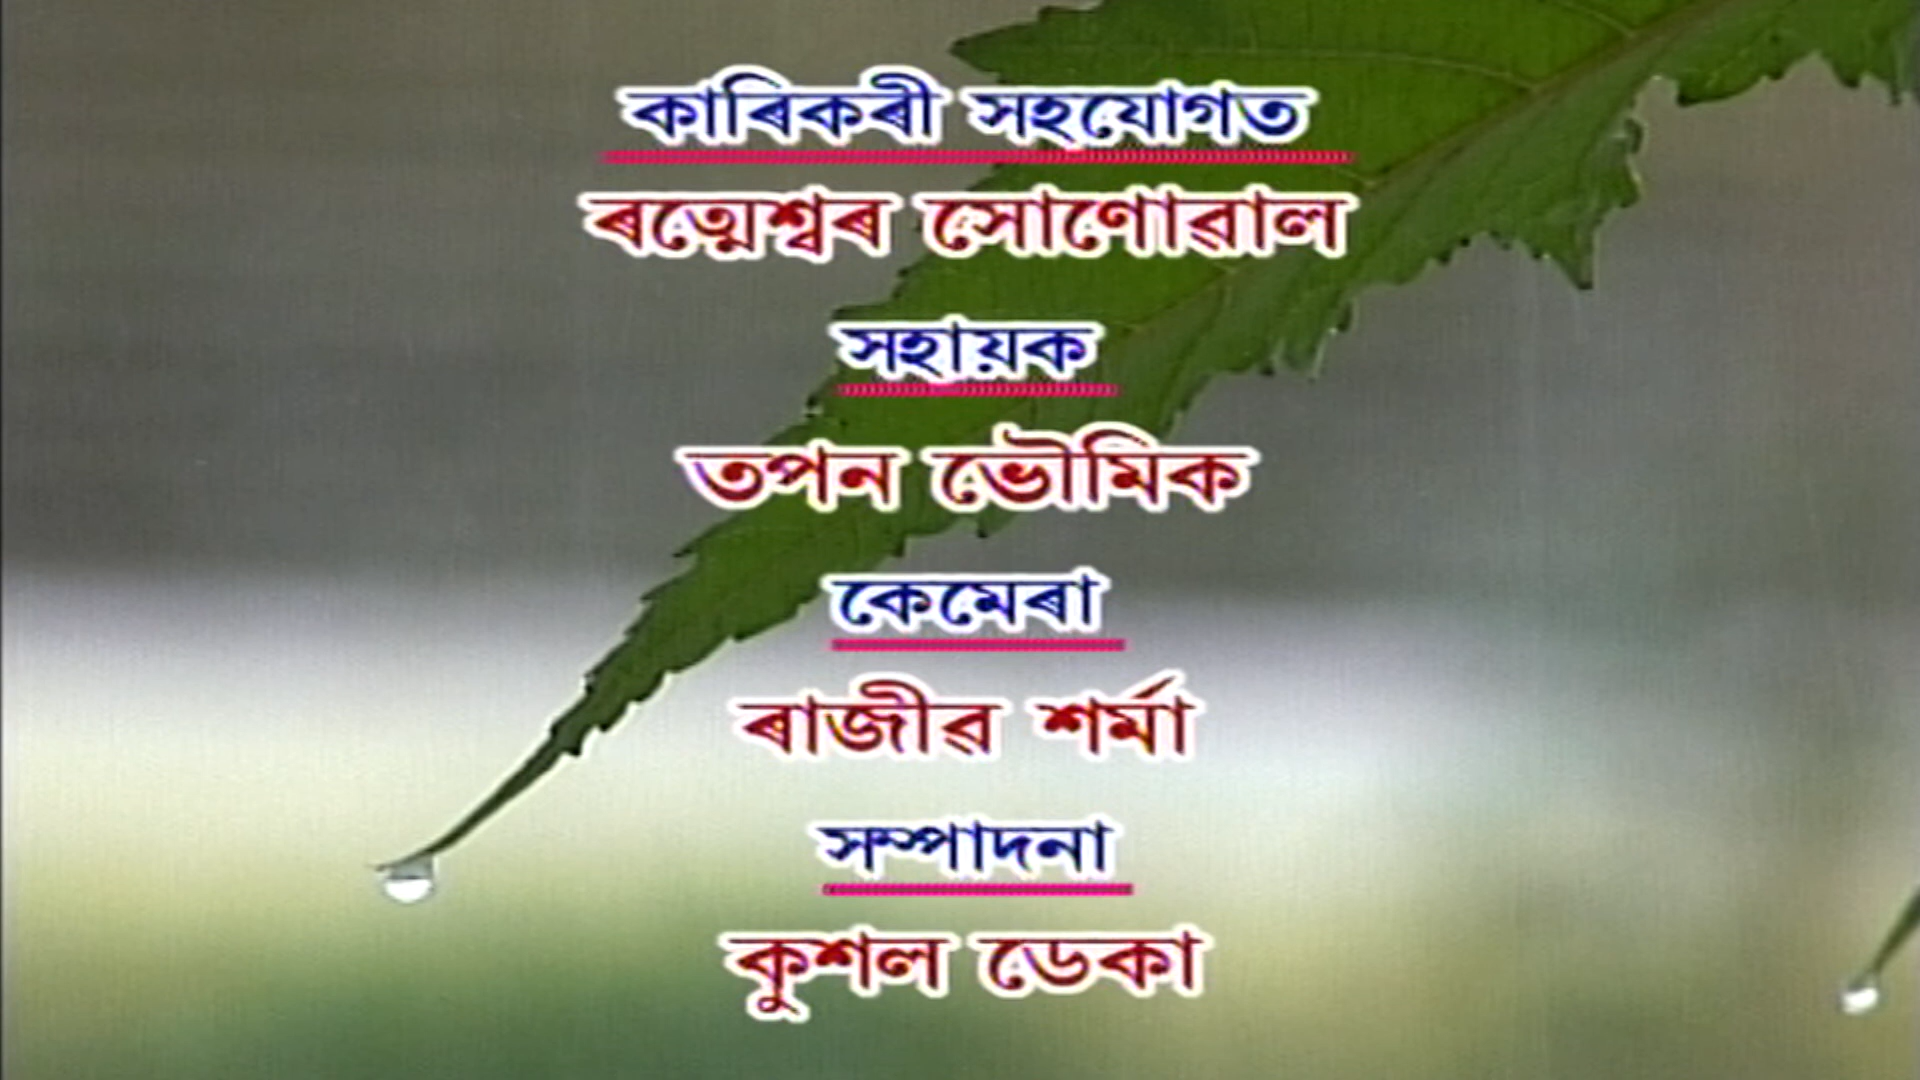 কাৰিকৰী সহযোগত
ৰত্মেশ্বৰ সোণোৱাল
সহায়ক
তপন ভৌমিক
কেমেৰা
ৰাজীৱ শৰ্মা
সম্পাদনা
কুশল ডেকা